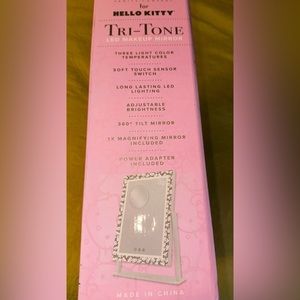 for
HELLO KITTY
TRI-TONE
LED MAKEUP MIRROR
THREE LIGHT COLOR
TEMPERATURES
SOFT TOUCH SENSOR
SWITCH
LONG LASTING LED
LIGHTING
ADJUSTABLE
BRIGHTNESS
360° TILT MIRROR
1X MAGNIFYING MIRROR
INCLUDED
POWER ADAPTER
INCLUDED
MADE IN CHINA